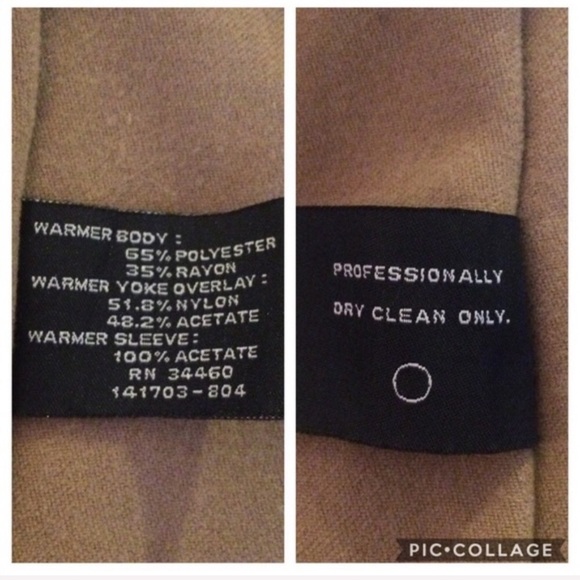 WARMER BODY :
65% POLYESTER
35% RAYON
WARMER YOKE OVERLAY :
51.8% NYLON
48.2% ACETATE
WARMER SLEEVE :
100% ACETATE
RN 34460
141703-804
PROFESSIONALLY
DRY CLEAN ONLY.
PIC•COLLAGE